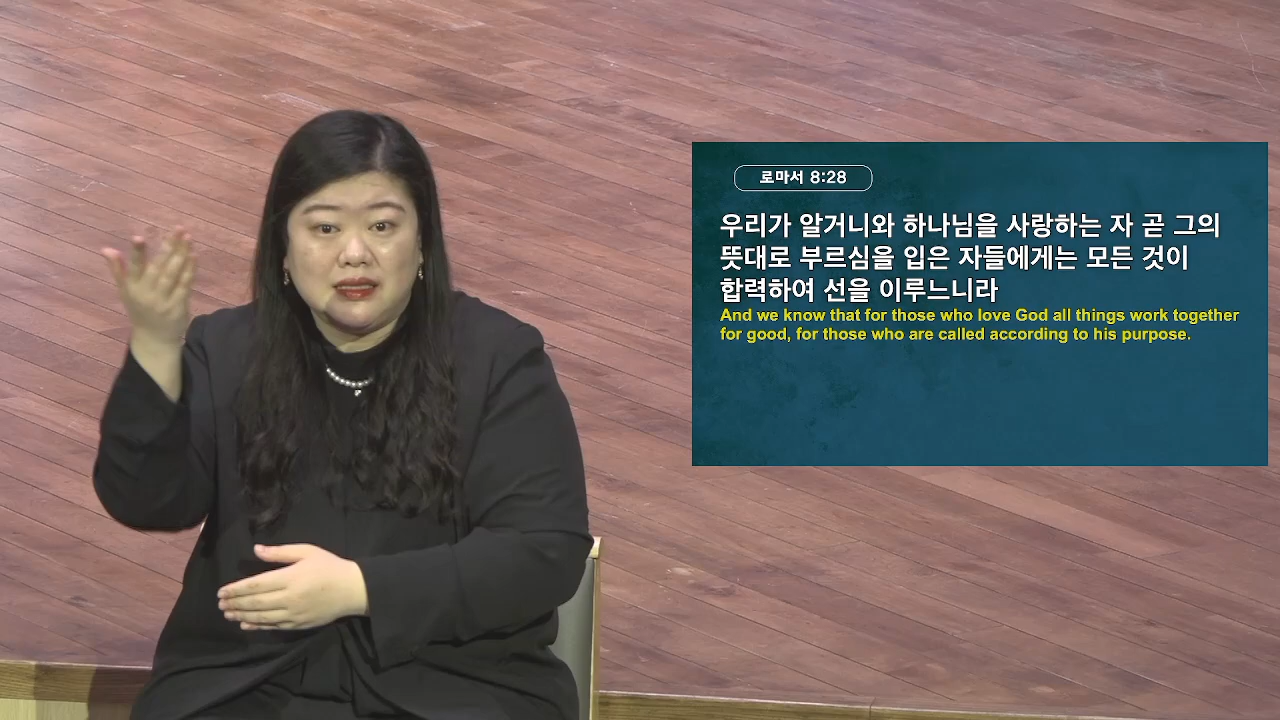 로마서 8:28
우리가 알거니와 하나님을 사랑하는 자 곧 그의
뜻대로 부르심을 입은 자들에게는 모든 것이
합력하여 선을 이루느니라
And we know that for those who love God all things work together
for good, for those who are called according to his purpose.